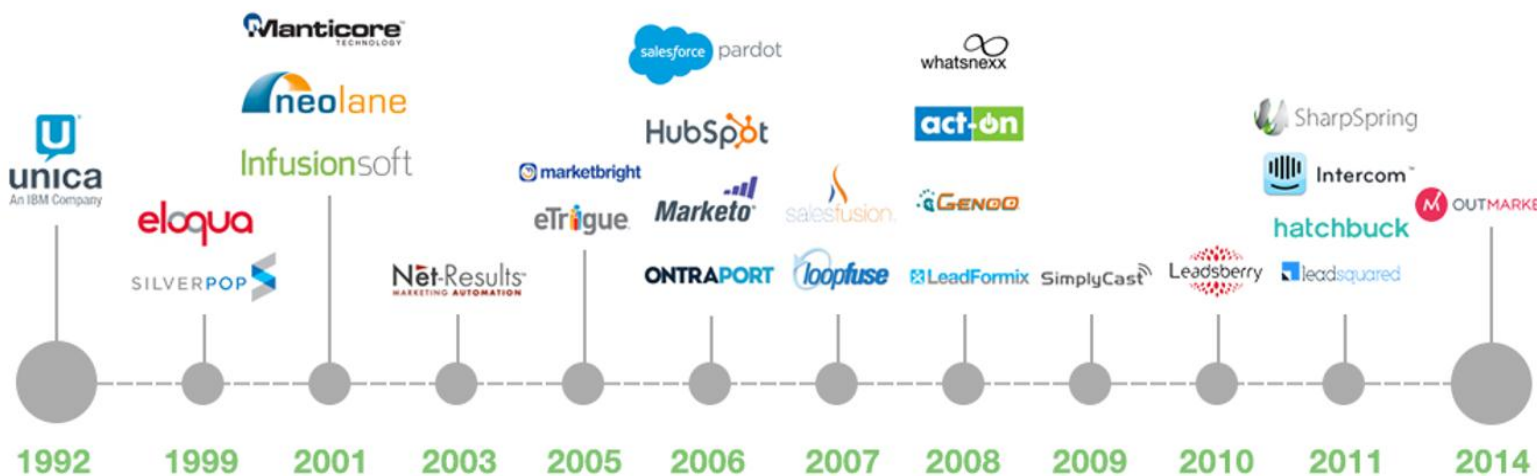 unica
An IBM Company
1992
eloqua
SILVERPOP
1999
Manticore
TECHNOLOGY
neolane
Infusionsoft
2001
Net-Results
MARKETING AUTOMATION
2003
marketbright
eTrigue
2005
salesforce pardot
HubSpot
Marketo
ONTRAPORT
2006
salesfusion
loopfuse
2007
whatsnexx
act-on
GENOO
LeadFormix
2008
SimplyCast
2009
Leadsberry
2010
SharpSpring
Intercom
hatchbuck
leadsquared
2011
OUTMARKE
2014